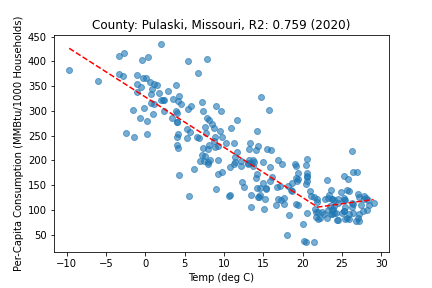 County: Pulaski, Missouri, R2: 0.759 (2020)
Per-Capita Consumption (MMBtu/1000 Households)
450
400
350
300
250
200
150
100
50
−10 −5 0 5 10 15 20 25 30
Temp (deg C)